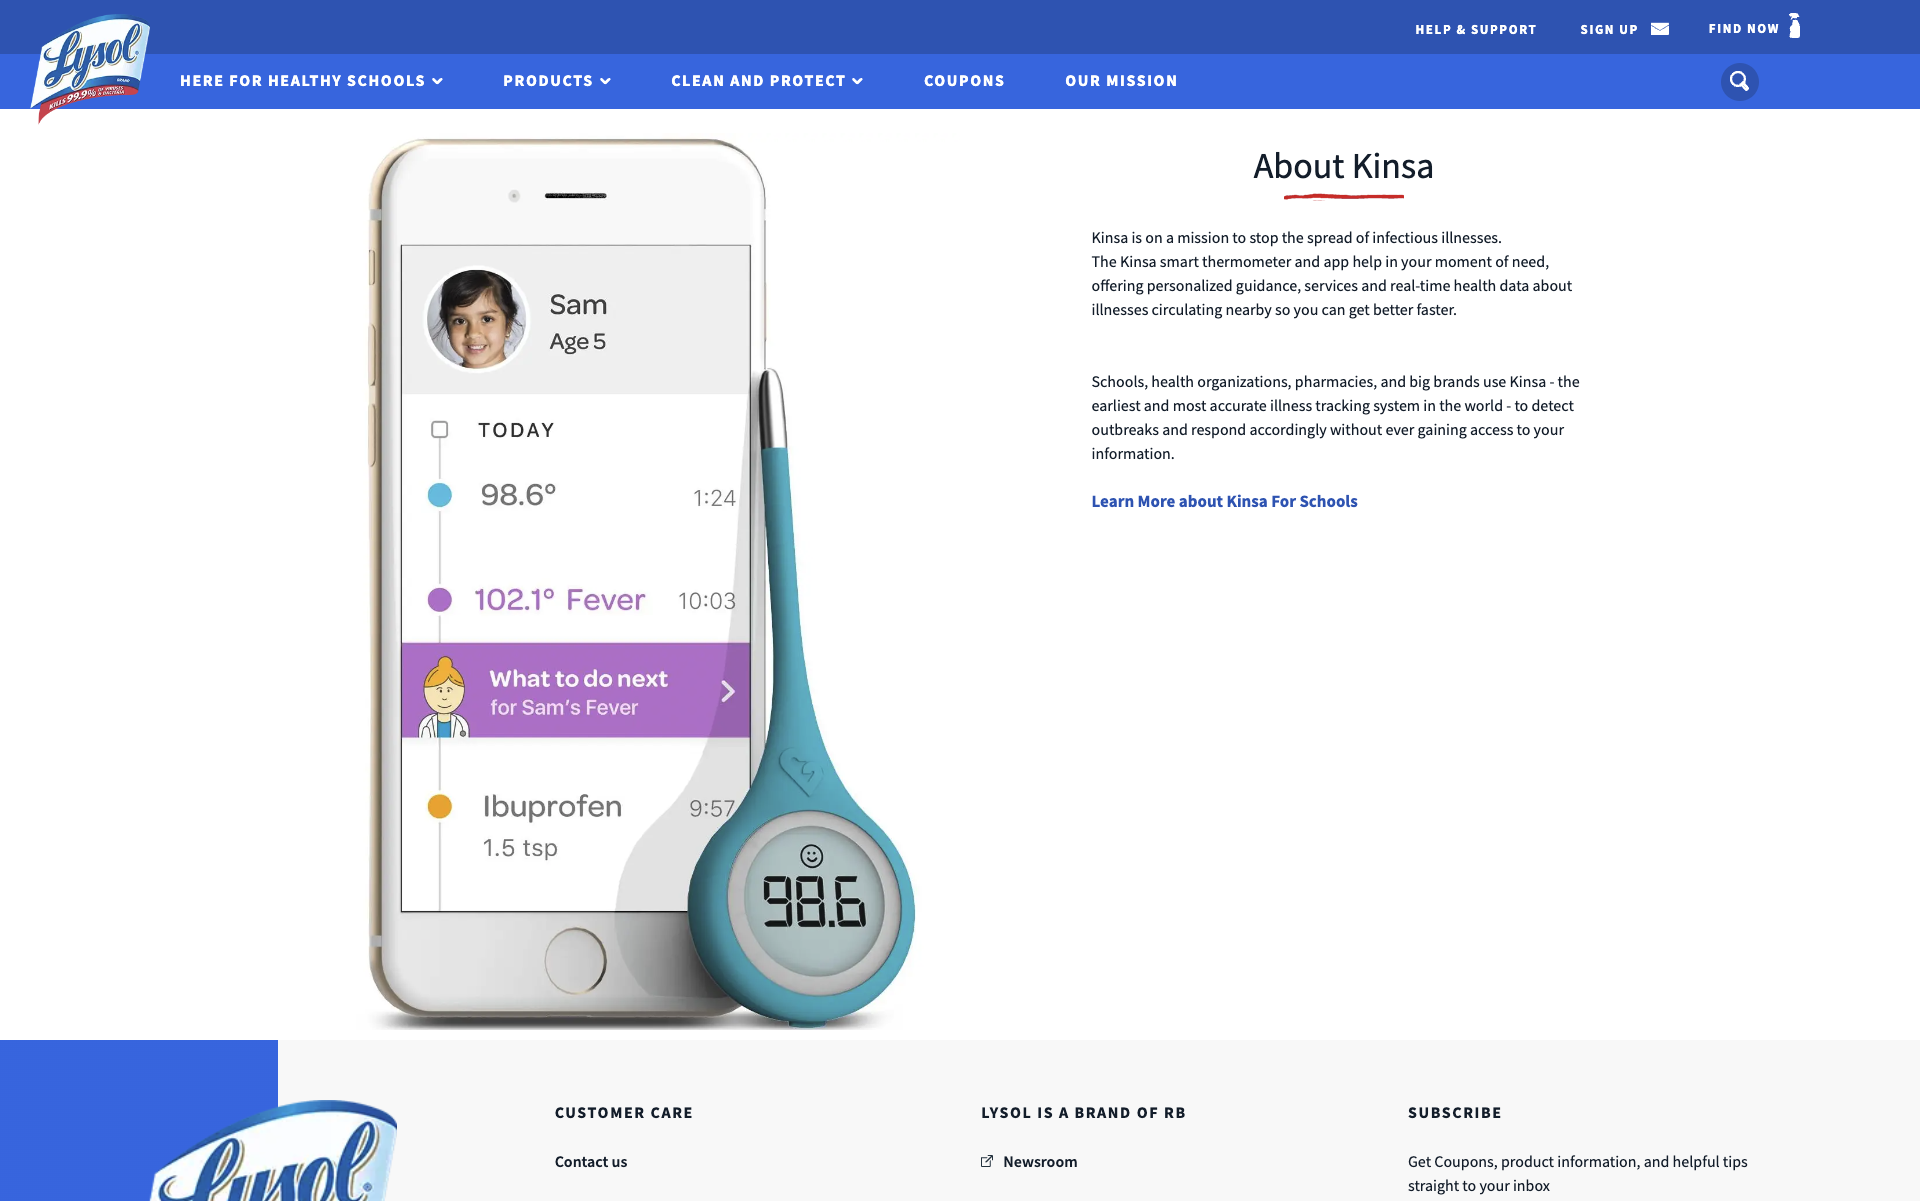 HELP & SUPPORT
SIGN UP
FIND NOW
Lysol
BRAND
KILLS 99.9% OF VIRUSES & BACTERIA
HERE FOR HEALTHY SCHOOLS
PRODUCTS
CLEAN AND PROTECT
COUPONS
OUR MISSION
Sam
Age 5
TODAY
98.6° 1:24
102.1° Fever 10:03
What to do next
for Sam's Fever
Ibuprofen 9:57
1.5 tsp
98.6
About Kinsa
Kinsa is on a mission to stop the spread of infectious illnesses.
The Kinsa smart thermometer and app help in your moment of need,
offering personalized guidance, services and real-time health data about
illnesses circulating nearby so you can get better faster.
Schools, health organizations, pharmacies, and big brands use Kinsa - the
earliest and most accurate illness tracking system in the world - to detect
outbreaks and respond accordingly without ever gaining access to your
information.
Learn More about Kinsa For Schools
Lysol
CUSTOMER CARE
Contact us
LYSOL IS A BRAND OF RB
Newsroom
SUBSCRIBE
Get Coupons, product information, and helpful tips
straight to your inbox